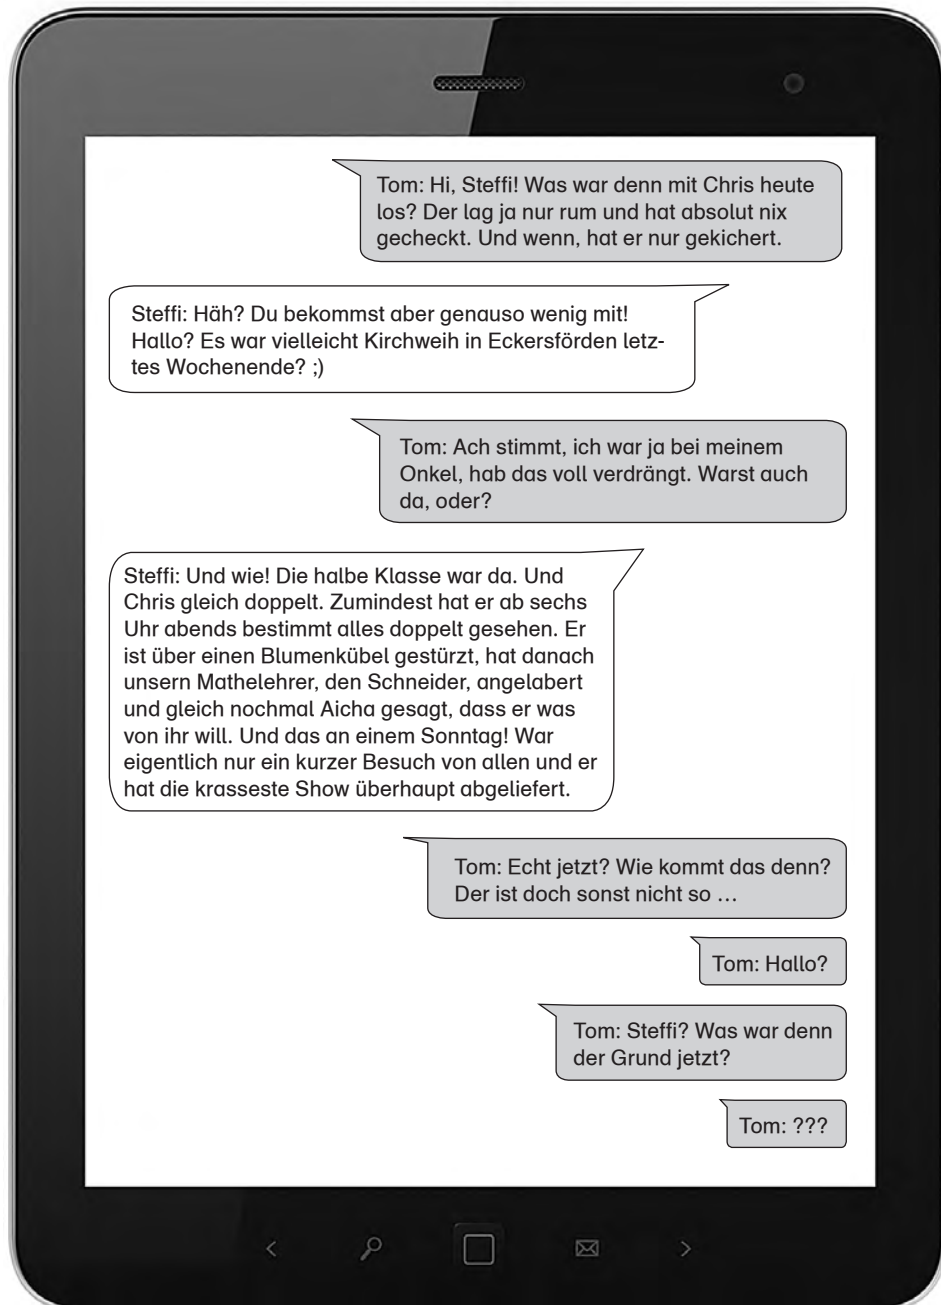 Tom: Hi, Steffi! Was war denn mit Chris heute
los? Der lag ja nur rum und hat absolut nix
gecheckt. Und wenn, hat er nur gekichert.
Steffi: Häh? Du bekommst aber genauso wenig mit!
Hallo? Es war vielleicht Kirchweih in Eckersförden letz-
tes Wochenende? ;)
Tom: Ach stimmt, ich war ja bei meinem
Onkel, hab das voll verdrängt. Warst auch
da, oder?
Steffi: Und wie! Die halbe Klasse war da. Und
Chris gleich doppelt. Zumindest hat er ab sechs
Uhr abends bestimmt alles doppelt gesehen. Er
ist über einen Blumenkübel gestürzt, hat danach
unsern Mathelehrer, den Schneider, angelabert
und gleich nochmal Aicha gesagt, dass er was
von ihr will. Und das an einem Sonntag! War
eigentlich nur ein kurzer Besuch von allen und er
hat die krasseste Show überhaupt abgeliefert.
Tom: Echt jetzt? Wie kommt das denn?
Der ist doch sonst nicht so …
Tom: Hallo?
Tom: Steffi? Was war denn
der Grund jetzt?
Tom: ???